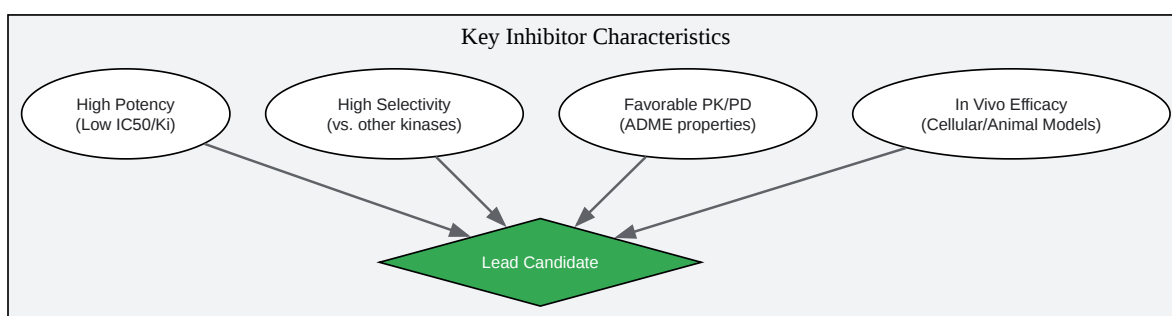 Key Inhibitor Characteristics
High Potency
(Low IC50/Ki)
High Selectivity
(vs. other kinases)
Favorable PK/PD
(ADME properties)
In Vivo Efficacy
(Cellular/Animal Models)
Lead Candidate